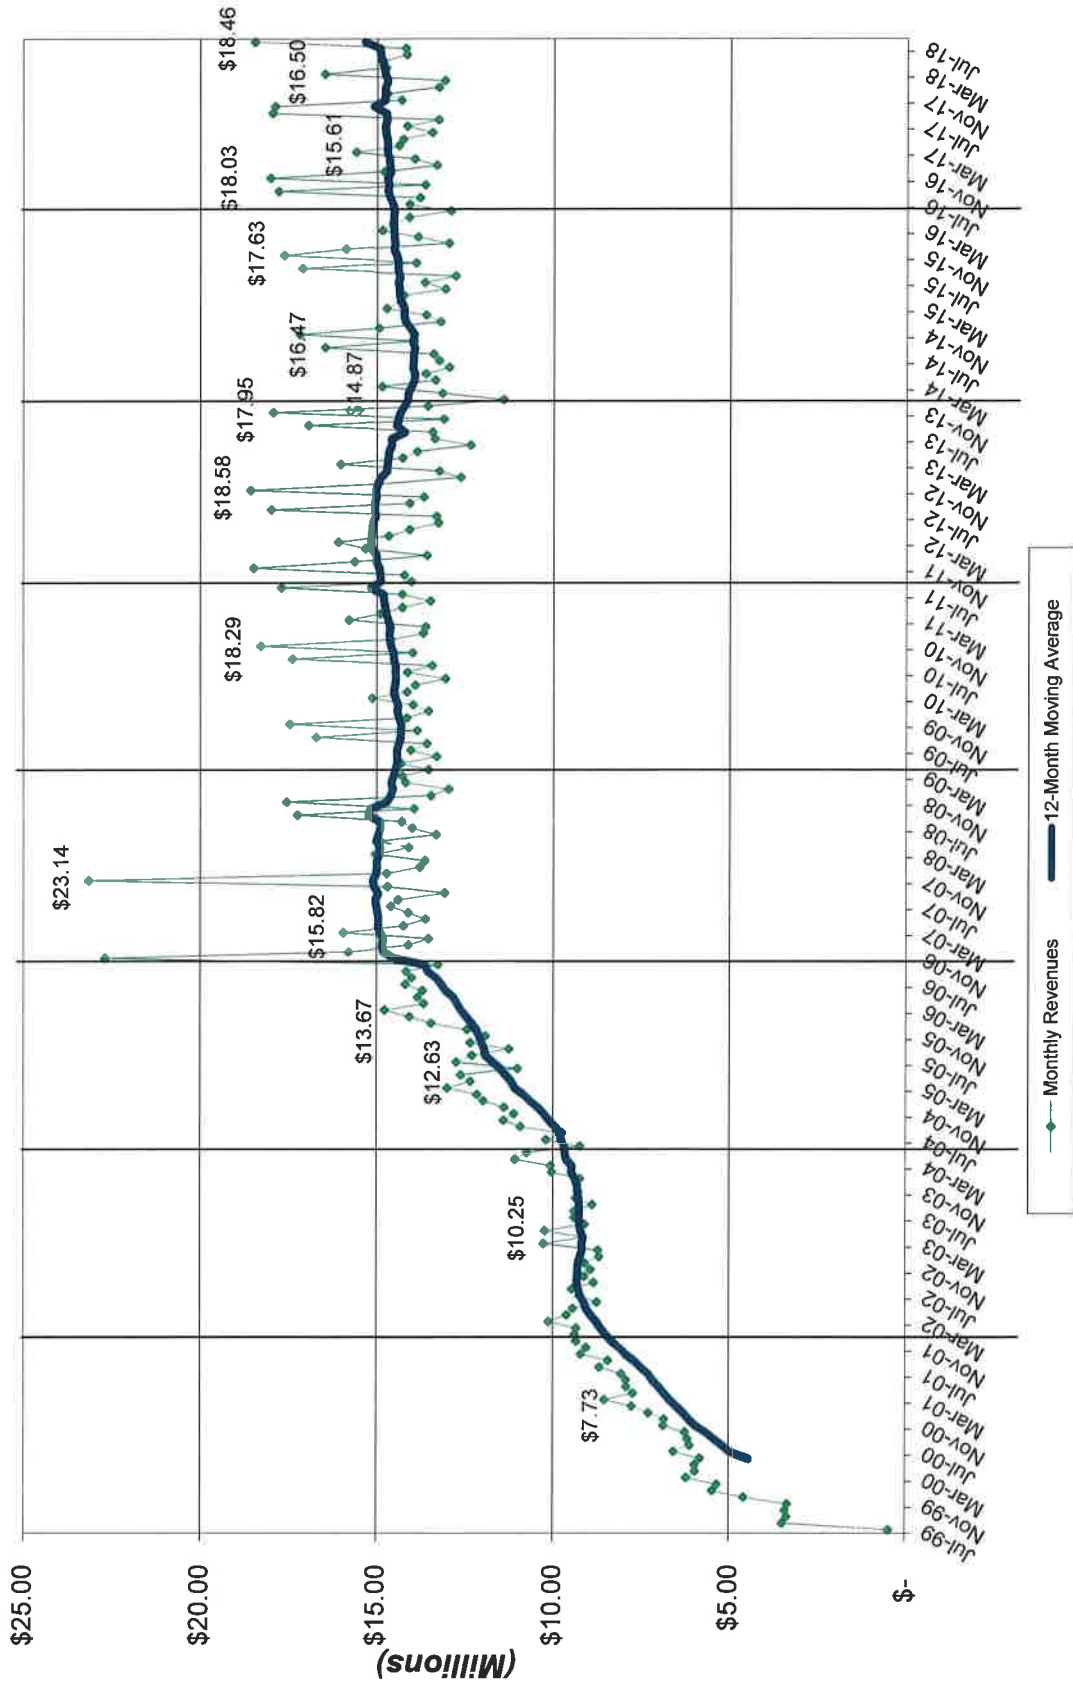 $25.00
$20.00
$15.00
$10.00
$5.00
$-
(Millions)
$7.73
$10.25
$12.63
$13.67
$15.82
$23.14
$18.29
$18.58
$17.95
$14.87
$16.47
$17.63
$18.03
$15.61
$16.50
$18.46
Jul-99
Nov-99
Mar-00
Jul-00
Nov-00
Mar-01
Jul-01
Nov-01
Mar-02
Jul-02
Nov-02
Mar-03
Jul-03
Nov-03
Mar-04
Jul-04
Nov-04
Mar-05
Jul-05
Nov-05
Mar-06
Jul-06
Nov-06
Mar-07
Jul-07
Nov-07
Mar-08
Jul-08
Nov-08
Mar-09
Jul-09
Nov-09
Mar-10
Jul-10
Nov-10
Mar-11
Jul-11
Nov-11
Mar-12
Jul-12
Nov-12
Mar-13
Jul-13
Nov-13
Mar-14
Jul-14
Nov-14
Mar-15
Jul-15
Nov-15
Mar-16
Jul-16
Nov-16
Mar-17
Jul-17
Nov-17
Mar-18
Jul-18
Monthly Revenues
12-Month Moving Average